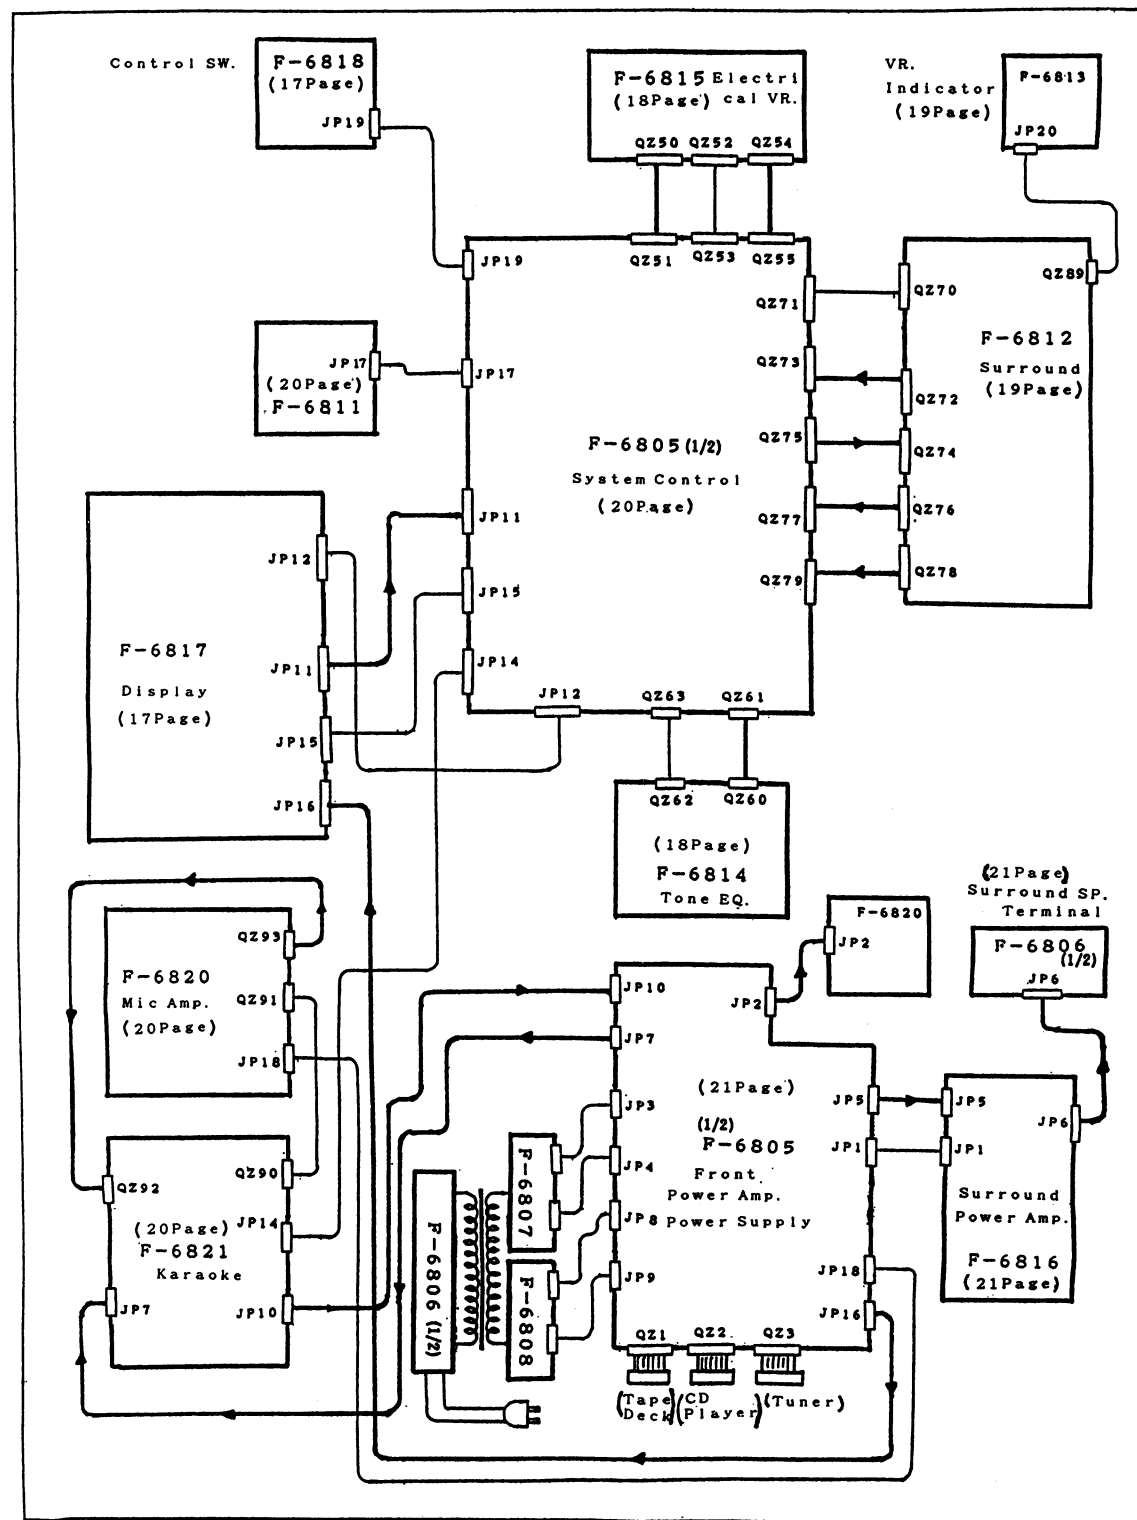 Control SW.
F-6818
(17Page)
JP19
F-6815 Electri
(18Page) cal VR.
QZ50 QZ52 QZ54
VR.
Indicator
(19Page)
F-6813
JP20
JP19
QZ51 QZ53 QZ55
QZ71
QZ70
QZ89
JP17
(20Page)
F-6811
JP17
QZ73
QZ72
F-6812
Surround
(19Page)
F-6805 (1/2)
System Control
(20Page)
QZ75
QZ74
JP11
QZ77
QZ76
JP15
QZ79
QZ78
JP14
JP12 QZ63 QZ61
JP12
F-6817
Display
(17Page)
JP11
JP15
JP16
QZ62 QZ60
(18Page)
F-6814
Tone EQ.
QZ93
F-6820
Mic Amp.
(20Page)
QZ91
JP18
F-6820
JP2
(21Page)
Surround SP.
Terminal
F-6806
(1/2)
JP6
JP10
JP2
JP7
(21Page)
(1/2)
F-6805
Front
Power Amp.
Power Supply
JP3
JP4
JP8
JP9
JP5
JP1
JP18
JP16
QZ1 QZ2 QZ3
(Tape
Deck)
(CD
Player)
(Tuner)
JP5
JP1
JP6
Surround
Power Amp.
F-6816
(21Page)
QZ92
QZ90
(20Page)
JP14
F-6821
Karaoke
JP7
JP10
F-6806 (1/2)
F-6807
F-6808